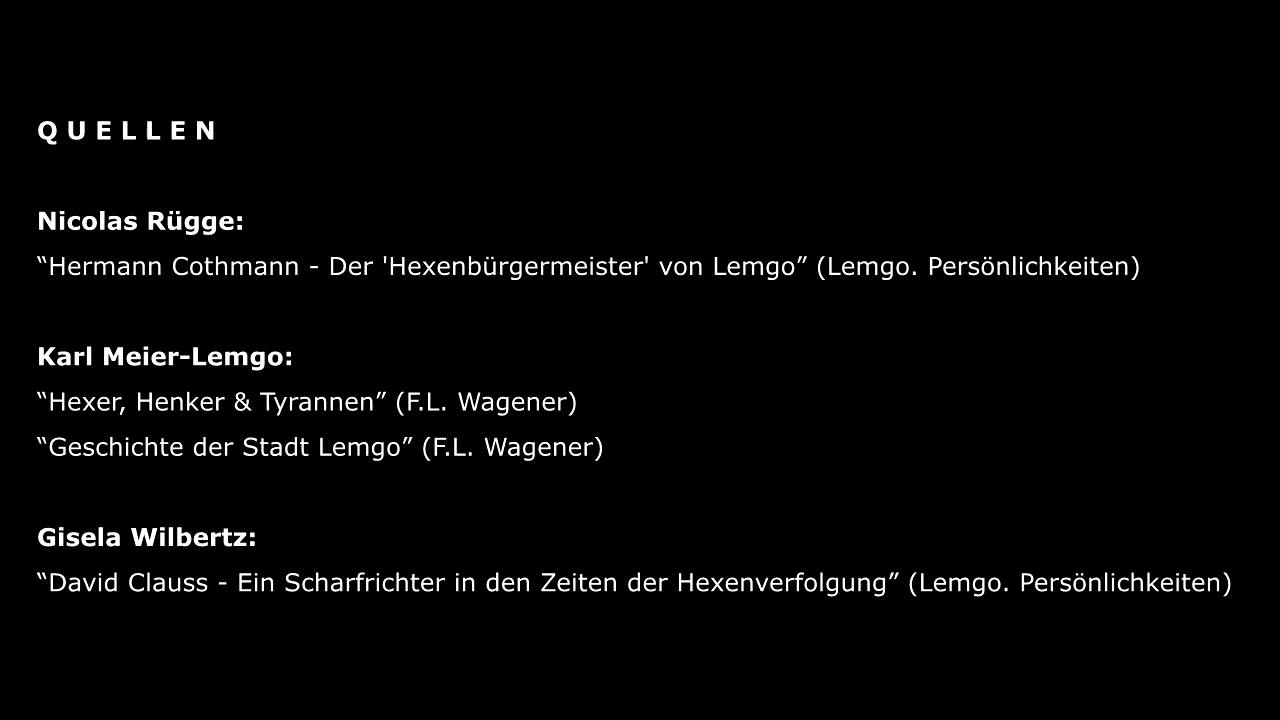 Q U E L L E N
Nicolas Rügge:
“Hermann Cothmann - Der 'Hexenbürgermeister' von Lemgo” (Lemgo. Persönlichkeiten)
Karl Meier-Lemgo:
“Hexer, Henker & Tyrannen” (F.L. Wagener)
“Geschichte der Stadt Lemgo” (F.L. Wagener)
Gisela Wilbertz:
“David Clauss - Ein Scharfrichter in den Zeiten der Hexenverfolgung” (Lemgo. Persönlichkeiten)